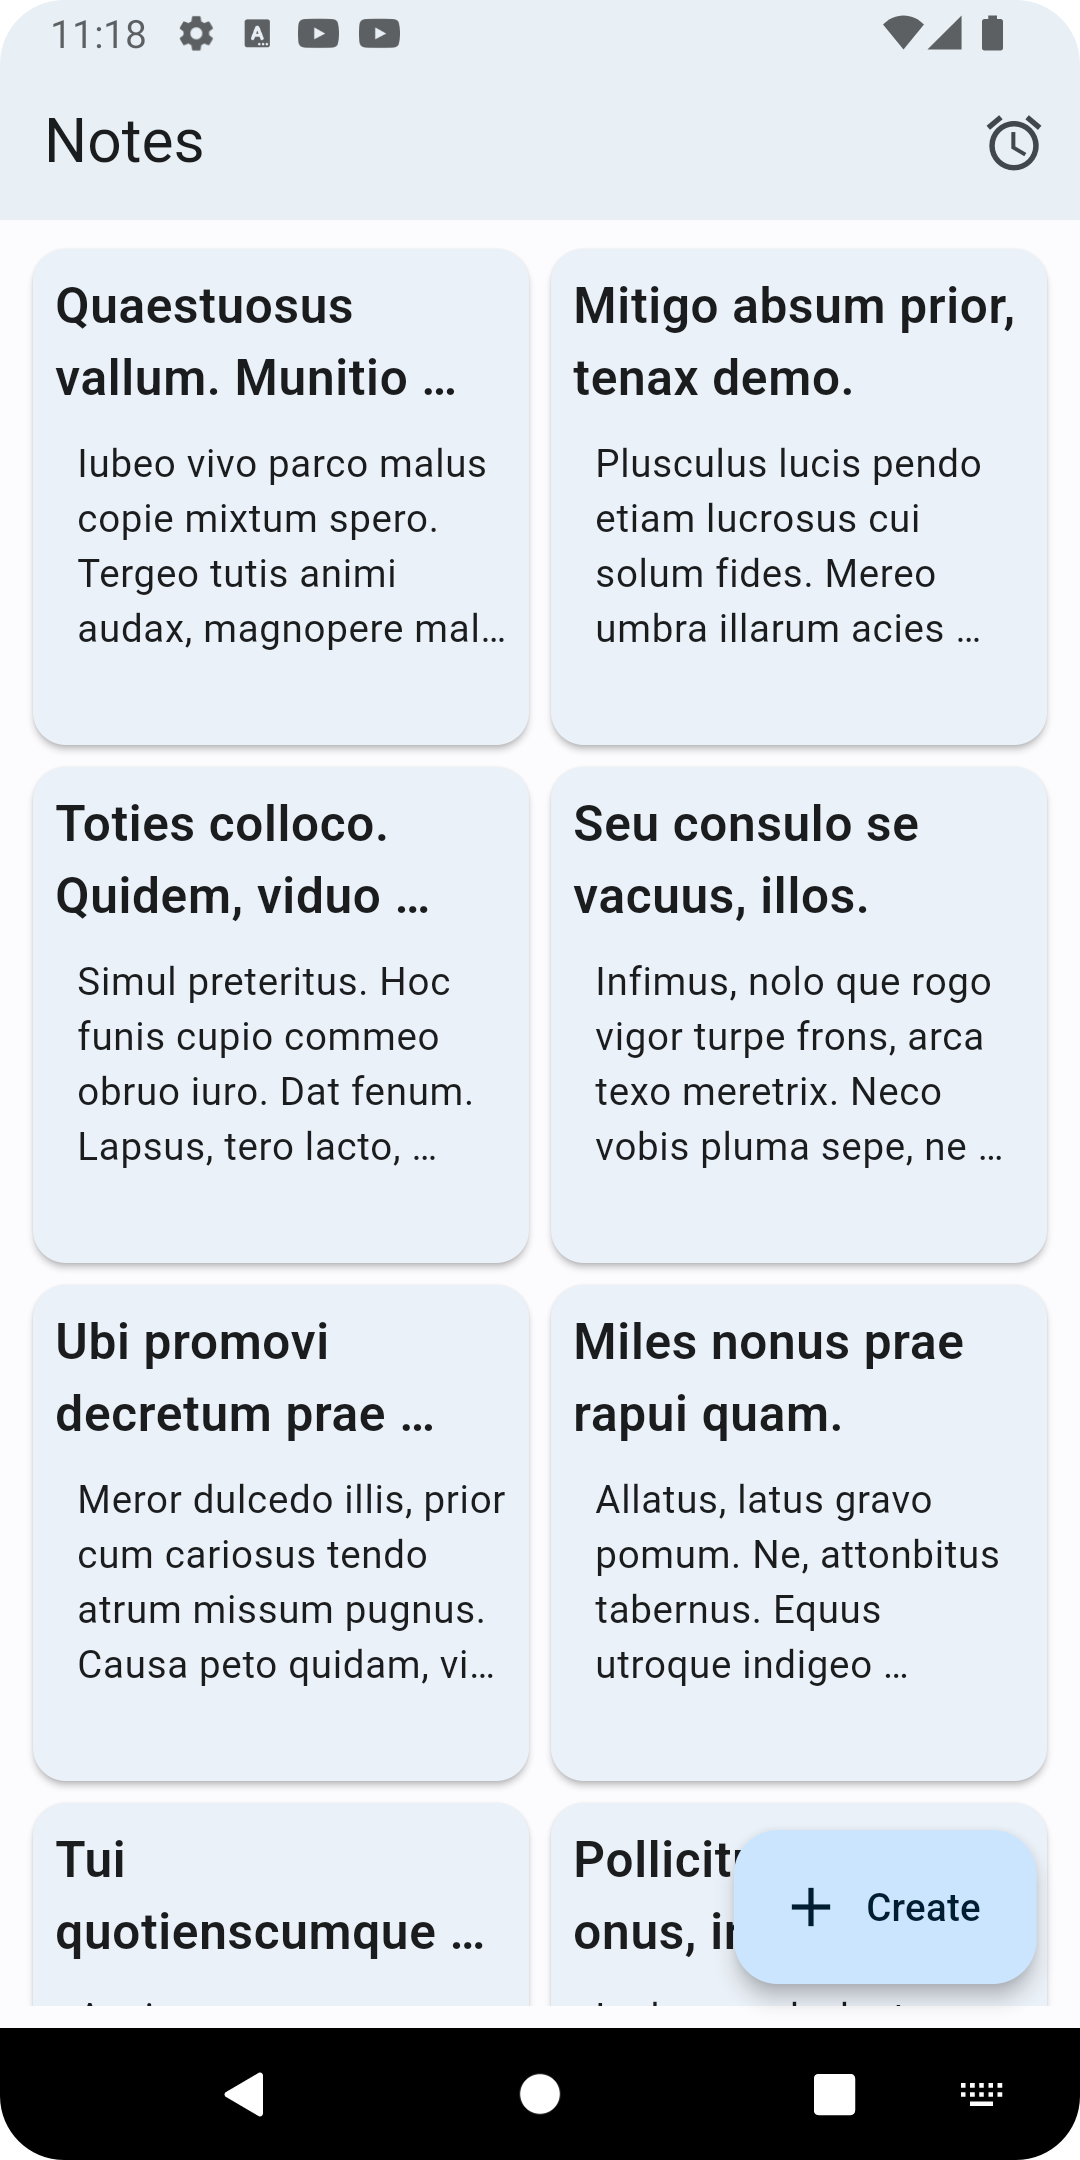 11:18
Notes
Quaestuosus
vallum. Munitio …
Iubeo vivo parco malus
copie mixtum spero.
Tergeo tutis animi
audax, magnopere mal…
Mitigo absum prior,
tenax demo.
Plusculus lucis pendo
etiam lucrosus cui
solum fides. Mereo
umbra illarum acies …
Toties colloco.
Quidem, viduo …
Simul preteritus. Hoc
funis cupio commeo
obruo iuro. Dat fenum.
Lapsus, tero lacto, …
Seu consulo se
vacuus, illos.
Infimus, nolo que rogo
vigor turpe frons, arca
texo meretrix. Neco
vobis pluma sepe, ne …
Ubi promovi
decretum prae …
Meror dulcedo illis, prior
cum cariosus tendo
atrum missum pugnus.
Causa peto quidam, vi…
Miles nonus prae
rapui quam.
Allatus, latus gravo
pomum. Ne, attonbitus
tabernus. Equus
utroque indigeo …
Tui
quotienscumque …
onus,
Create